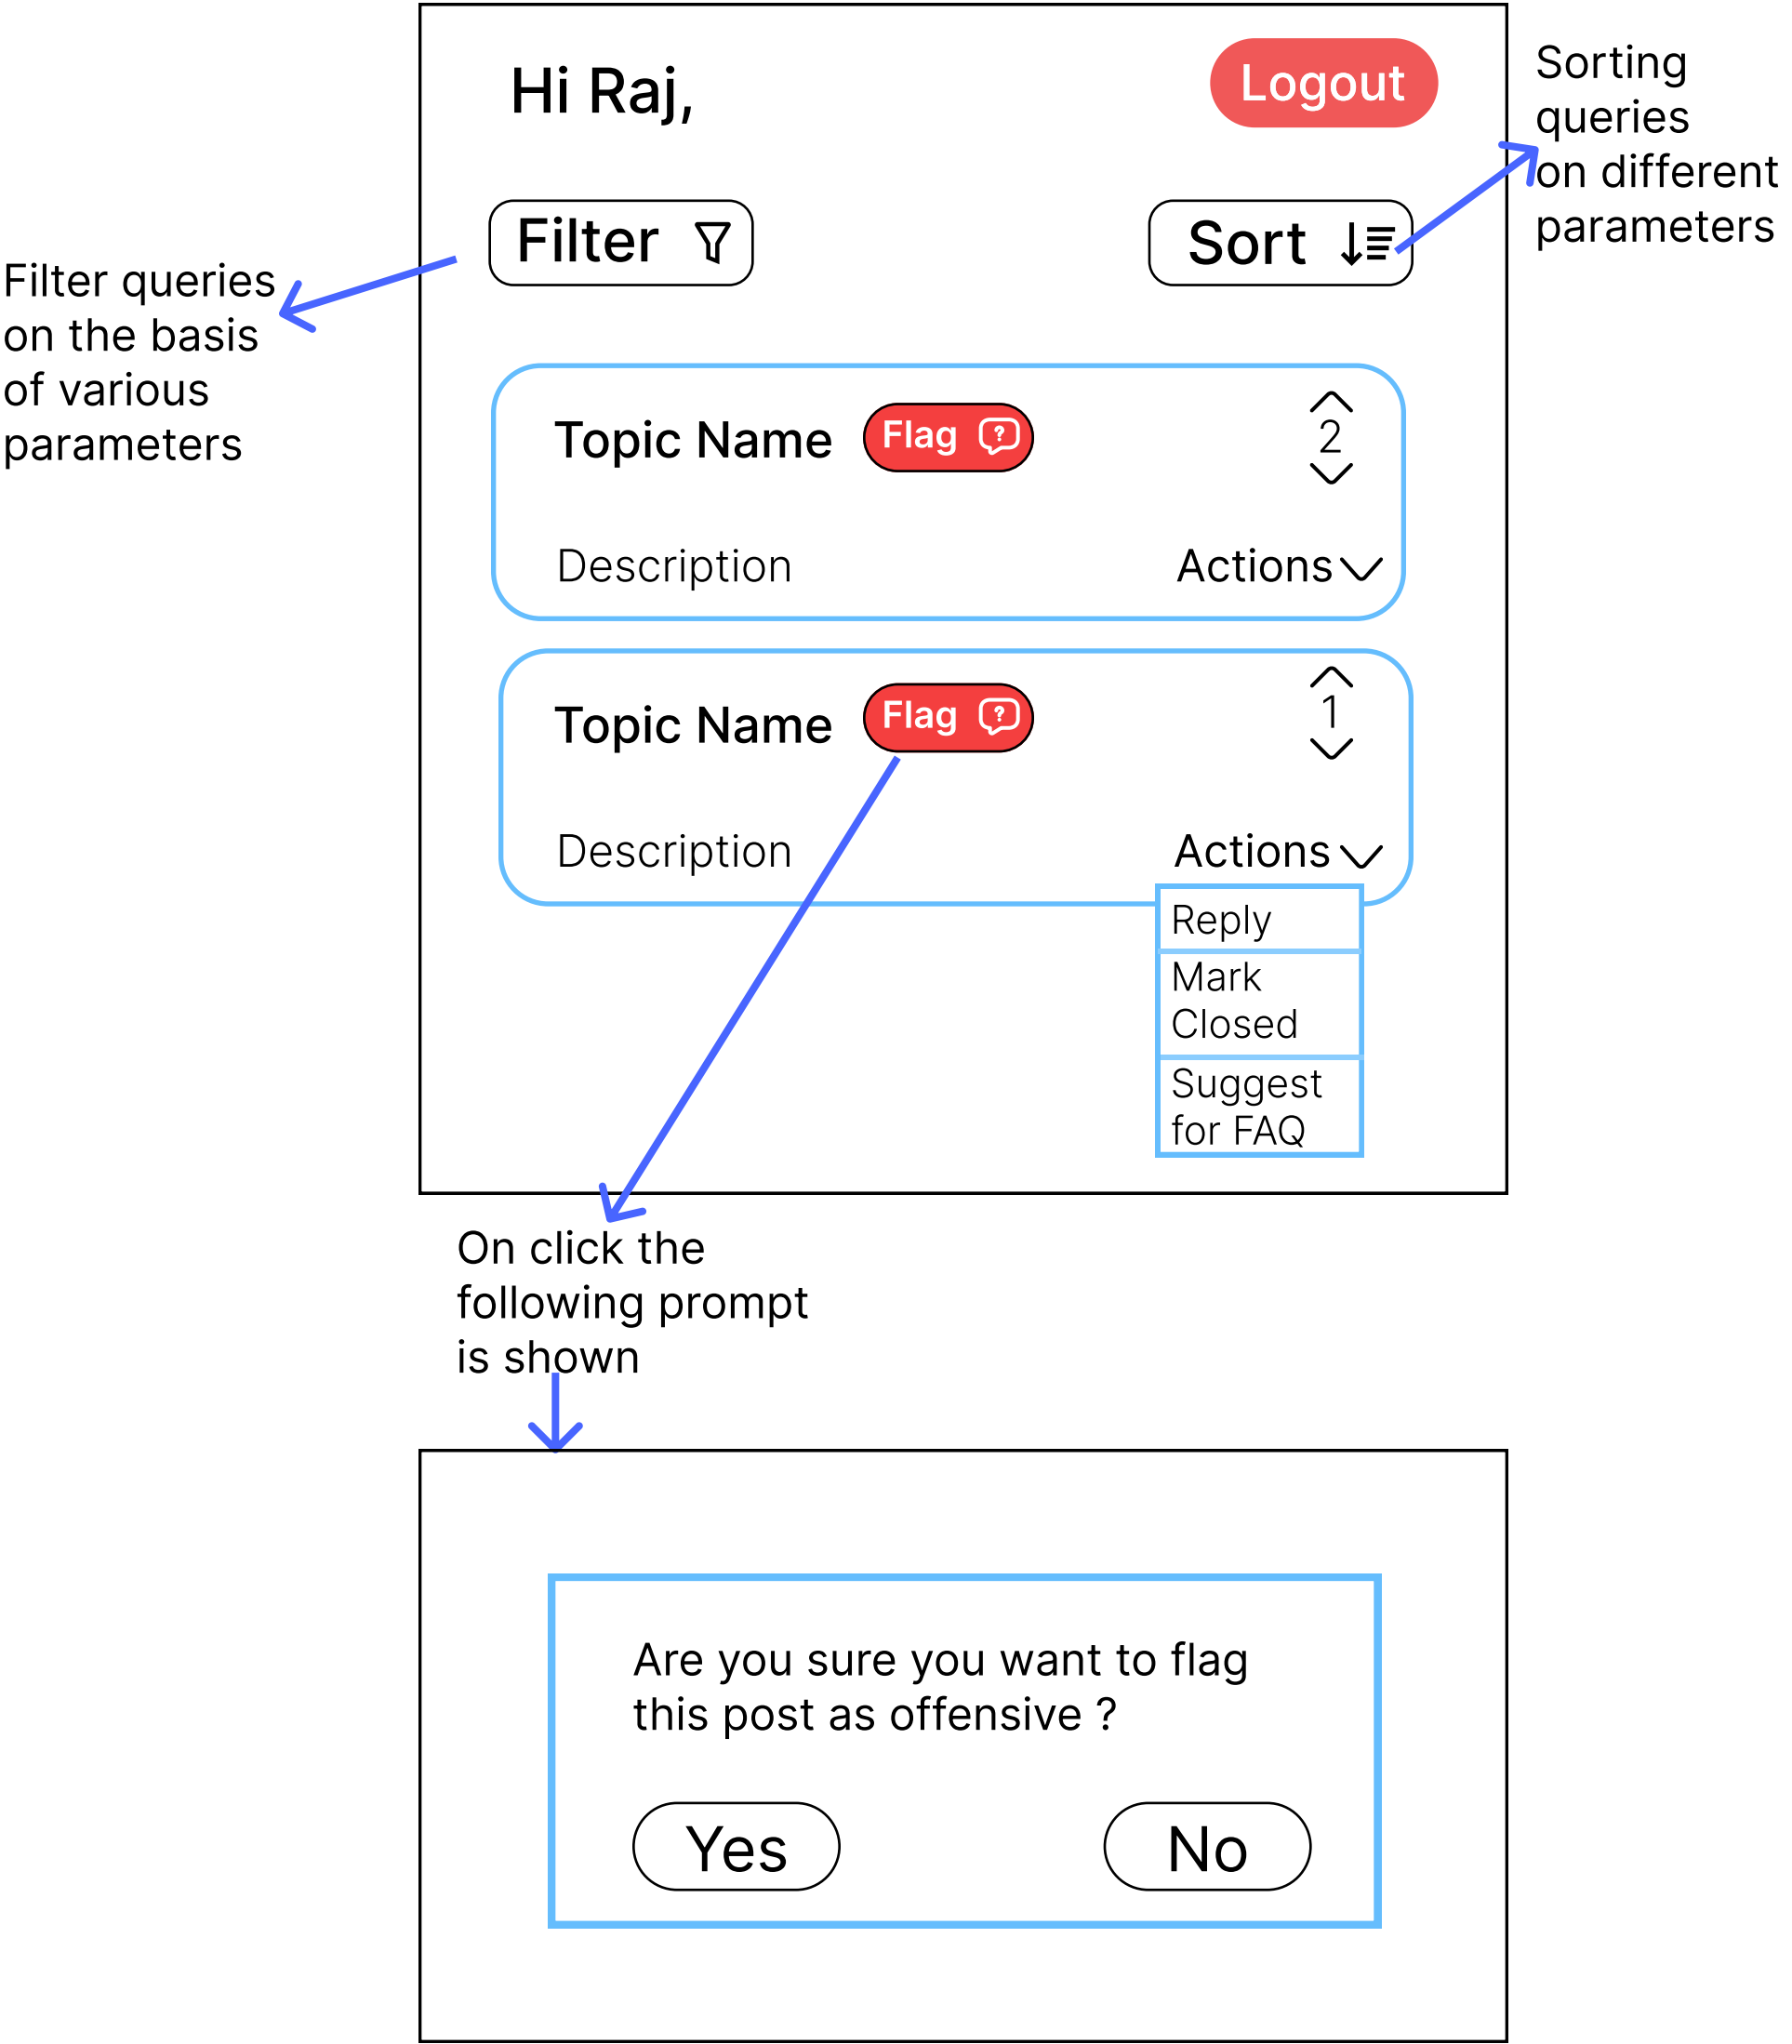 Hi Raj,
Logout
Sorting
queries
on different
parameters
Filter
Sort
Filter queries
on the basis
of various
parameters
Topic Name
Flag
2
Description
Actions
Topic Name
Flag
1
Description
Actions
Reply
Mark
Closed
Suggest
for FAQ
On click the
following prompt
is shown
Are you sure you want to flag
this post as offensive ?
Yes
No